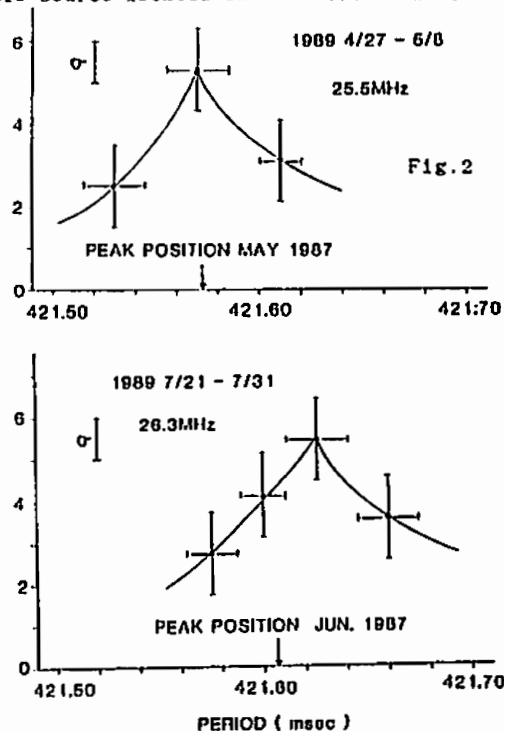 6
1989 4/27 - 5/8
σ
25.5MHz
4
Fig.2
2
PEAK POSITION MAY 1987
0
421.50 421.60 421.70
6
1989 7/21 - 7/31
σ
26.3MHz
4
2
PEAK POSITION JUN. 1987
0
421.50 421.60 421.70
PERIOD ( msec )